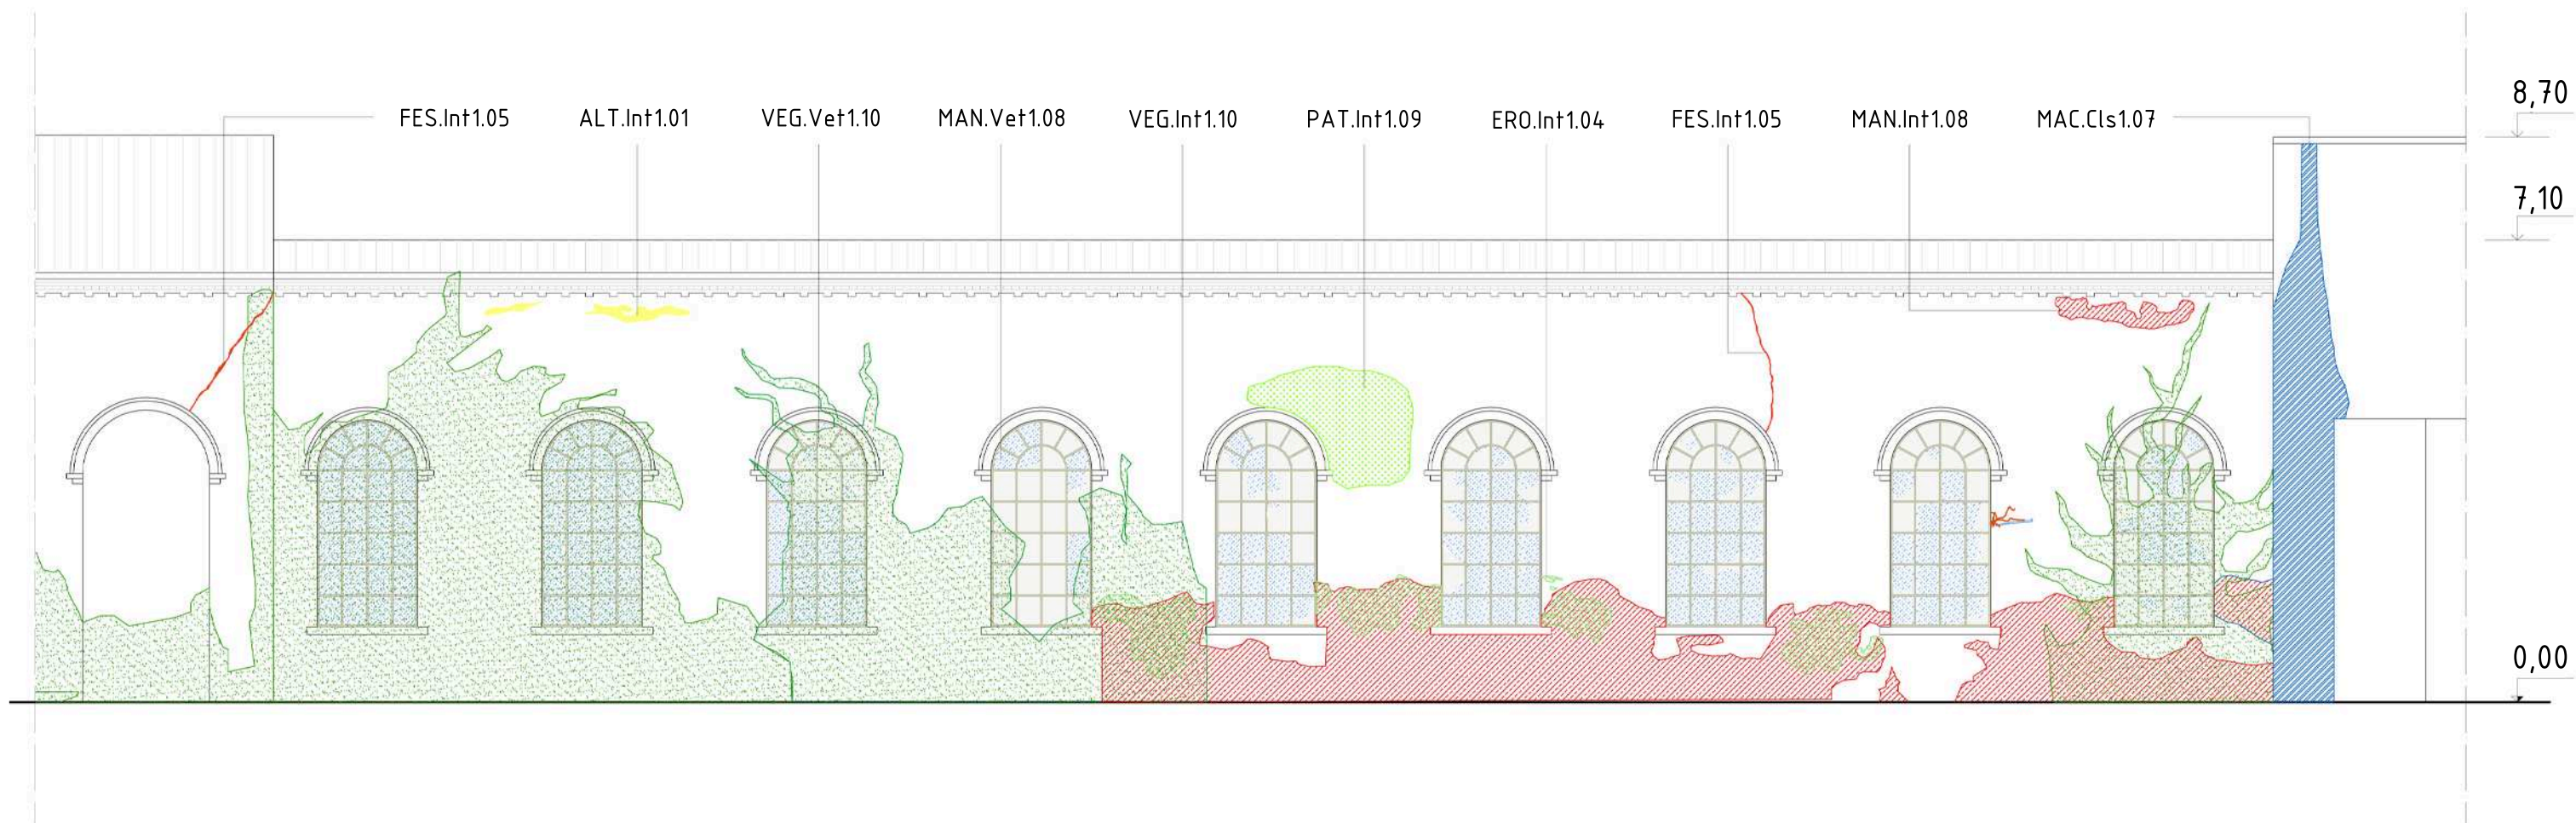 8,70
FES.Int1.05 ALT.Int1.01 VEG.Vet1.10 MAN.Vet1.08 VEG.Int1.10 PAT.Int1.09 ERO.Int1.04 FES.Int1.05 MAN.Int1.08 MAC.Cls1.07
7,10
0,00